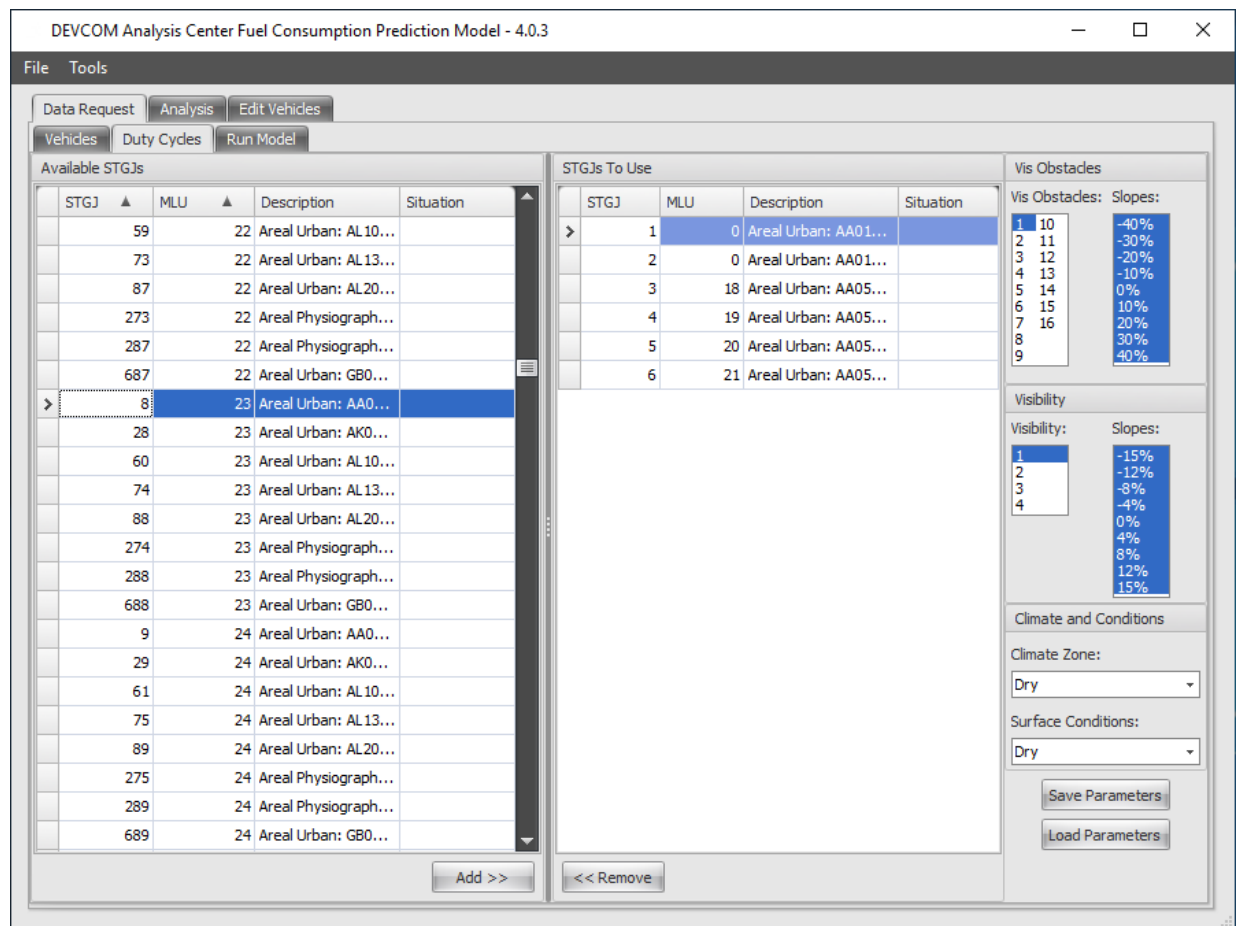 DEVCOM Analysis Center Fuel Consumption Prediction Model - 4.0.3
File Tools
Data Request Analysis Edit Vehicles
Vehicles Duty Cycles Run Model
Available STGJs
STGJ MLU Description Situation
59 22 Areal Urban: AL10...
73 22 Areal Urban: AL13...
87 22 Areal Urban: AL20...
273 22 Areal Physiograph...
287 22 Areal Physiograph...
687 22 Areal Urban: GB0...
8 23 Areal Urban: AA0...
28 23 Areal Urban: AK0...
60 23 Areal Urban: AL10...
74 23 Areal Urban: AL13...
88 23 Areal Urban: AL20...
274 23 Areal Physiograph...
288 23 Areal Physiograph...
688 23 Areal Urban: GB0...
9 24 Areal Urban: AA0...
29 24 Areal Urban: AK0...
61 24 Areal Urban: AL10...
75 24 Areal Urban: AL13...
89 24 Areal Urban: AL20...
275 24 Areal Physiograph...
289 24 Areal Physiograph...
689 24 Areal Urban: GB0...
Add >>
STGJs To Use
STGJ MLU Description Situation
1 0 Areal Urban: AA01...
2 0 Areal Urban: AA01...
3 18 Areal Urban: AA05...
4 19 Areal Urban: AA05...
5 20 Areal Urban: AA05...
6 21 Areal Urban: AA05...
<< Remove
Vis Obstacles
Vis Obstacles: Slopes:
1 10 -40%
2 11 -30%
3 12 -20%
4 13 -10%
5 14 0%
6 15 10%
7 16 20%
8 30%
9 40%
Visibility
Visibility: Slopes:
1 -15%
2 -12%
3 -8%
4 -4%
0%
4%
8%
12%
15%
Climate and Conditions
Climate Zone:
Dry
Surface Conditions:
Dry
Save Parameters
Load Parameters